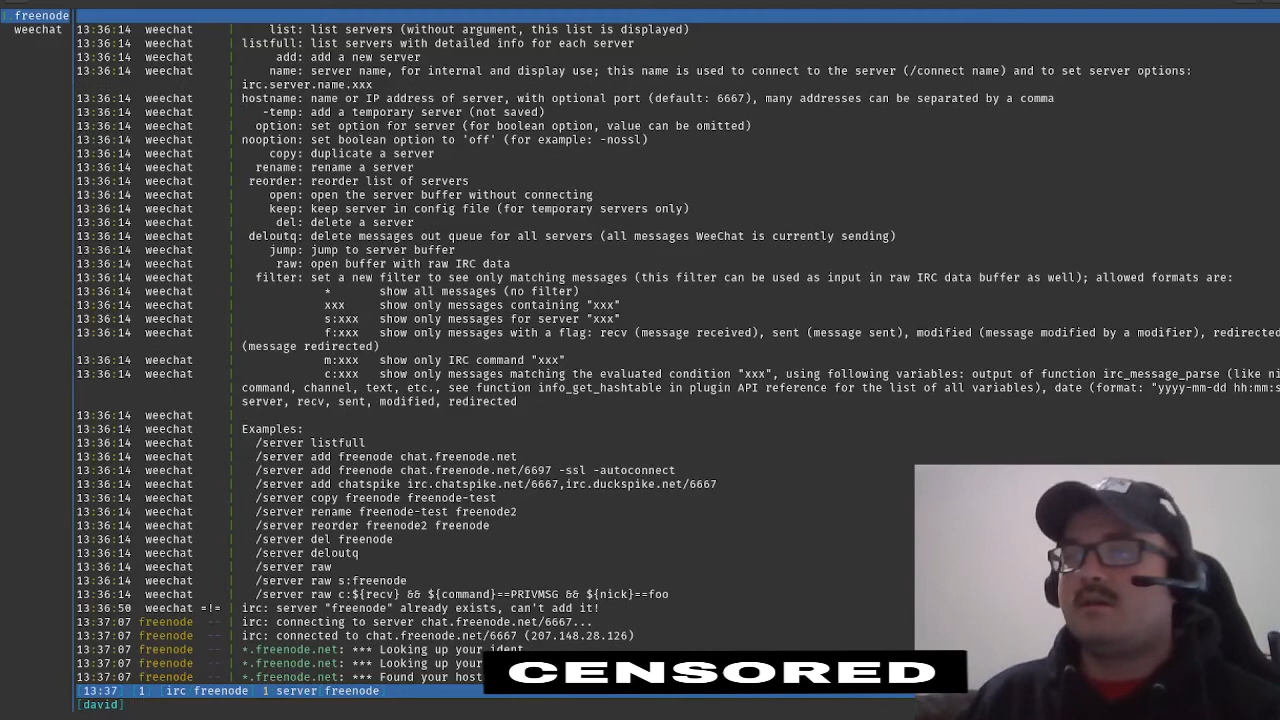 .freenode
weechat
13:36:14 weechat | list: list servers (without argument, this list is displayed)
13:36:14 weechat | listfull: list servers with detailed info for each server
13:36:14 weechat | add: add a new server
13:36:14 weechat | name: server name, for internal and display use; this name is used to connect to the server (/connect name) and to set server options:
| irc.server.name.xxx
13:36:14 weechat | hostname: name or IP address of server, with optional port (default: 6667), many addresses can be separated by a comma
13:36:14 weechat | -temp: add a temporary server (not saved)
13:36:14 weechat | option: set option for server (for boolean option, value can be omitted)
13:36:14 weechat | nooption: set boolean option to 'off' (for example: -nossl)
13:36:14 weechat | copy: duplicate a server
13:36:14 weechat | rename: rename a server
13:36:14 weechat | reorder: reorder list of servers
13:36:14 weechat | open: open the server buffer without connecting
13:36:14 weechat | keep: keep server in config file (for temporary servers only)
13:36:14 weechat | del: delete a server
13:36:14 weechat | deloutq: delete messages out queue for all servers (all messages WeeChat is currently sending)
13:36:14 weechat | jump: jump to server buffer
13:36:14 weechat | raw: open buffer with raw IRC data
13:36:14 weechat | filter: set a new filter to see only matching messages (this filter can be used as input in raw IRC data buffer as well); allowed formats are:
13:36:14 weechat | * show all messages (no filter)
13:36:14 weechat | xxx show only messages containing "xxx"
13:36:14 weechat | s:xxx show only messages for server "xxx"
13:36:14 weechat | f:xxx show only messages with a flag: recv (message received), sent (message sent), modified (message modified by a modifier), redirected
| (message redirected)
13:36:14 weechat | m:xxx show only IRC command "xxx"
13:36:14 weechat | c:xxx show only messages matching the evaluated condition "xxx", using following variables: output of function irc_message_parse (like
| command, channel, text, etc., see function info_get_hashtable in plugin API reference for the list of all variables), date (format: "yyyy-mm-dd hh:mm:
| server, recv, sent, modified, redirected
13:36:14 weechat |
13:36:14 weechat | Examples:
13:36:14 weechat | /server listfull
13:36:14 weechat | /server add freenode chat.freenode.net
13:36:14 weechat | /server add freenode chat.freenode.net/6697 -ssl -autoconnect
13:36:14 weechat | /server add chatspike irc.chatspike.net/6667,irc.duckspike.net/6667
13:36:14 weechat | /server copy freenode freenode-test
13:36:14 weechat | /server rename freenode-test freenode2
13:36:14 weechat | /server reorder freenode2 freenode
13:36:14 weechat | /server del freenode
13:36:14 weechat | /server deloutq
13:36:14 weechat | /server raw
13:36:14 weechat | /server raw s:freenode
13:36:14 weechat | /server raw c:${recv} && ${command}==PRIVMSG && ${nick}==foo
13:36:50 weechat =!= | irc: server "freenode" already exists, can't add it!
13:37:07 freenode -- | irc: connecting to server chat.freenode.net/6667...
13:37:07 freenode -- | irc: connected to chat.freenode.net/6667 (207.148.28.126)
13:37:07 freenode -- | *.freenode.net: *** Looking up your ident
13:37:07 freenode -- | *.freenode.net: *** Looking up your
13:37:07 freenode -- | *.freenode.net: *** Found your host
CENSORED
[13:37] [1] [irc/freenode] 1 server[freenode]
[david]